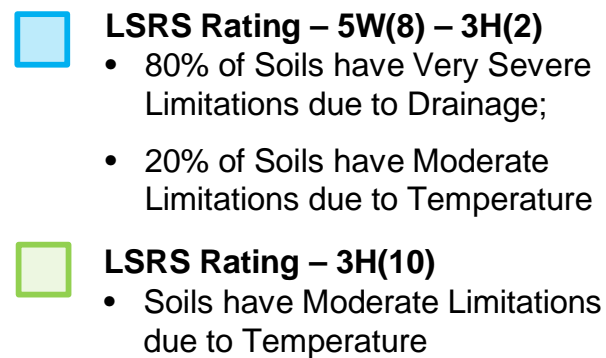 LSRS Rating – 5W(8) – 3H(2)
• 80% of Soils have Very Severe
Limitations due to Drainage;
• 20% of Soils have Moderate
Limitations due to Temperature
LSRS Rating – 3H(10)
• Soils have Moderate Limitations
due to Temperature